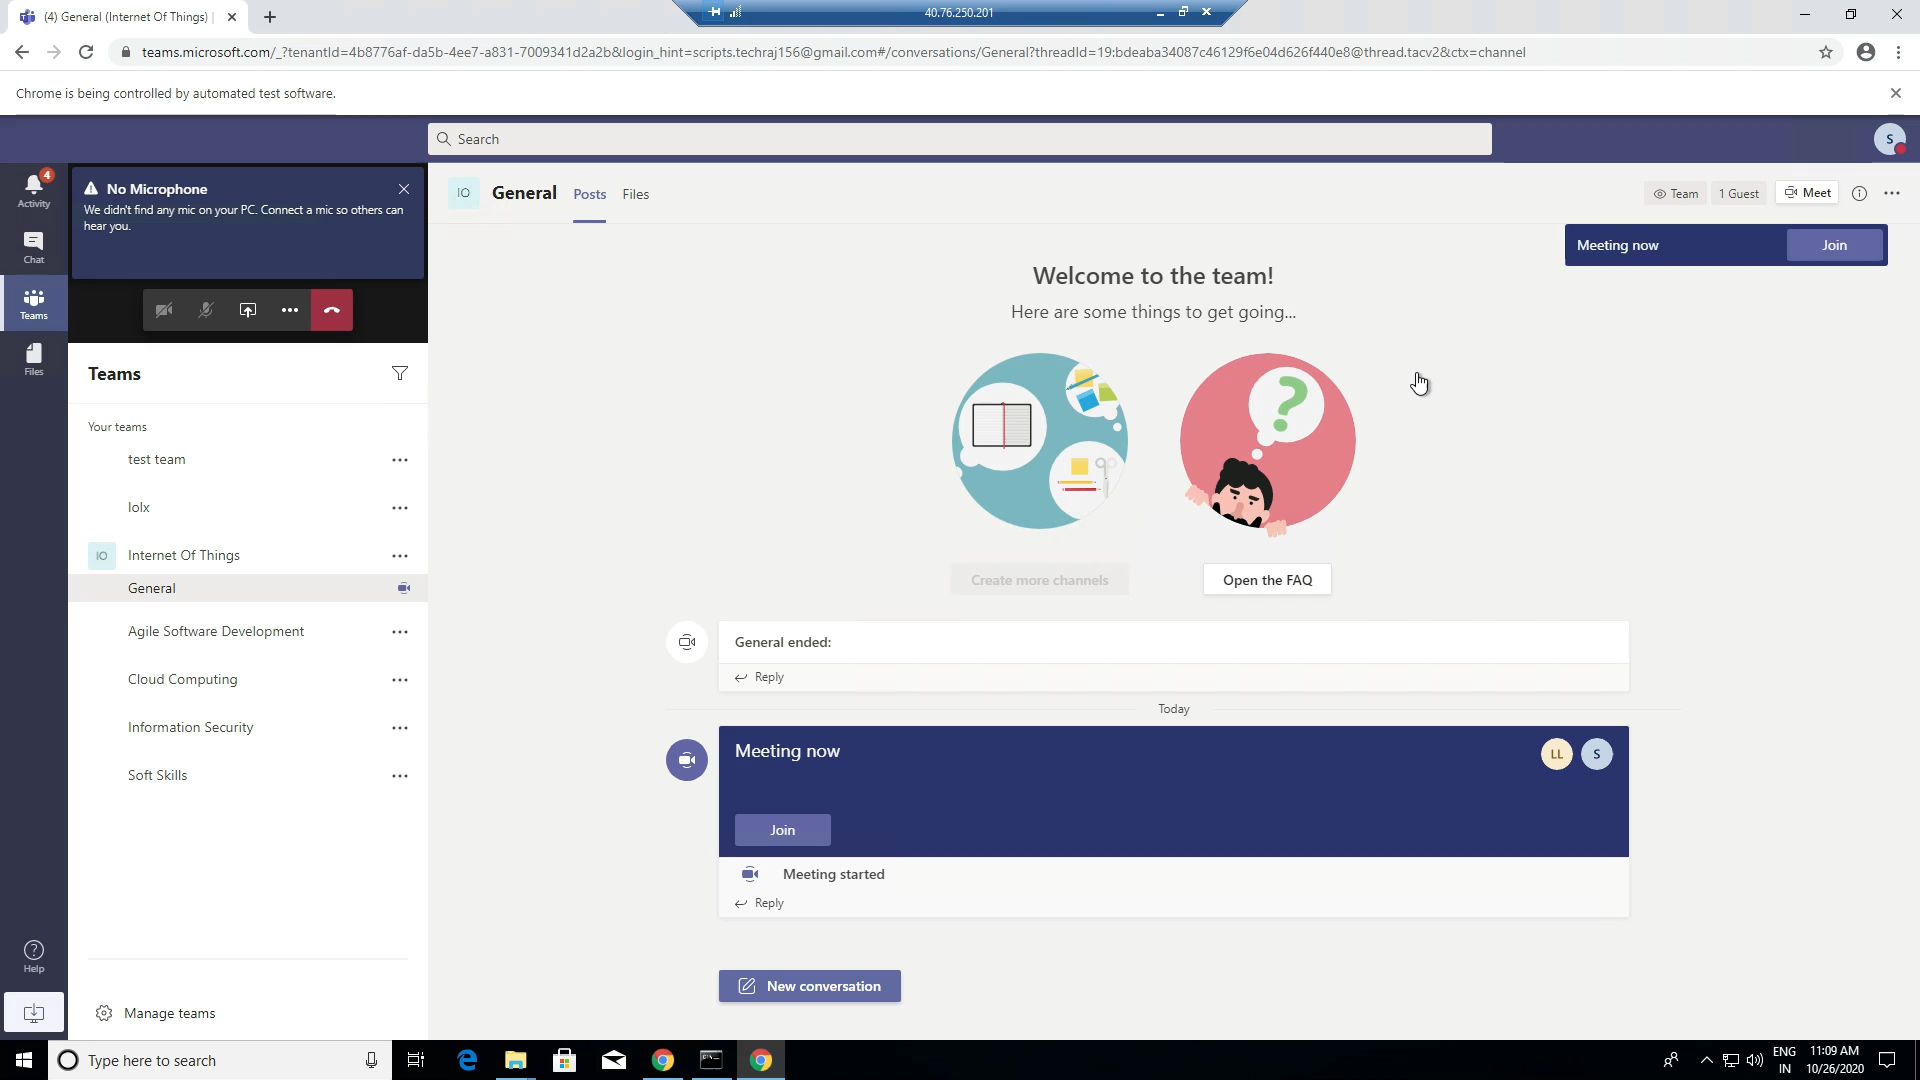 (4) General (Internet Of Things) |
40.76.250.201
teams.microsoft.com/_?tenantId=4b8776af-da5b-4ee7-a831-7009341d2a2b&login_hint=scripts.techraj156@gmail.com#/conversations/General?threadId=19:bdeaba34087c46129f6e04d626f440e8@thread.tacv2&ctx=channel
Chrome is being controlled by automated test software.
Search
S
4
Activity
Chat
Teams
Files
No Microphone
We didn't find any mic on your PC. Connect a mic so others can
hear you.
Teams
Your teams
test team
lolx
IO Internet Of Things
General
Agile Software Development
Cloud Computing
Information Security
Soft Skills
Manage teams
Help
IO General Posts Files
Team
1 Guest
Meet
Meeting now Join
Welcome to the team!
Here are some things to get going...
?
Create more channels
Open the FAQ
General ended:
Reply
Today
Meeting now
LL S
Join
Meeting started
Reply
New conversation
Type here to search
ENG
IN
11:09 AM
10/26/2020